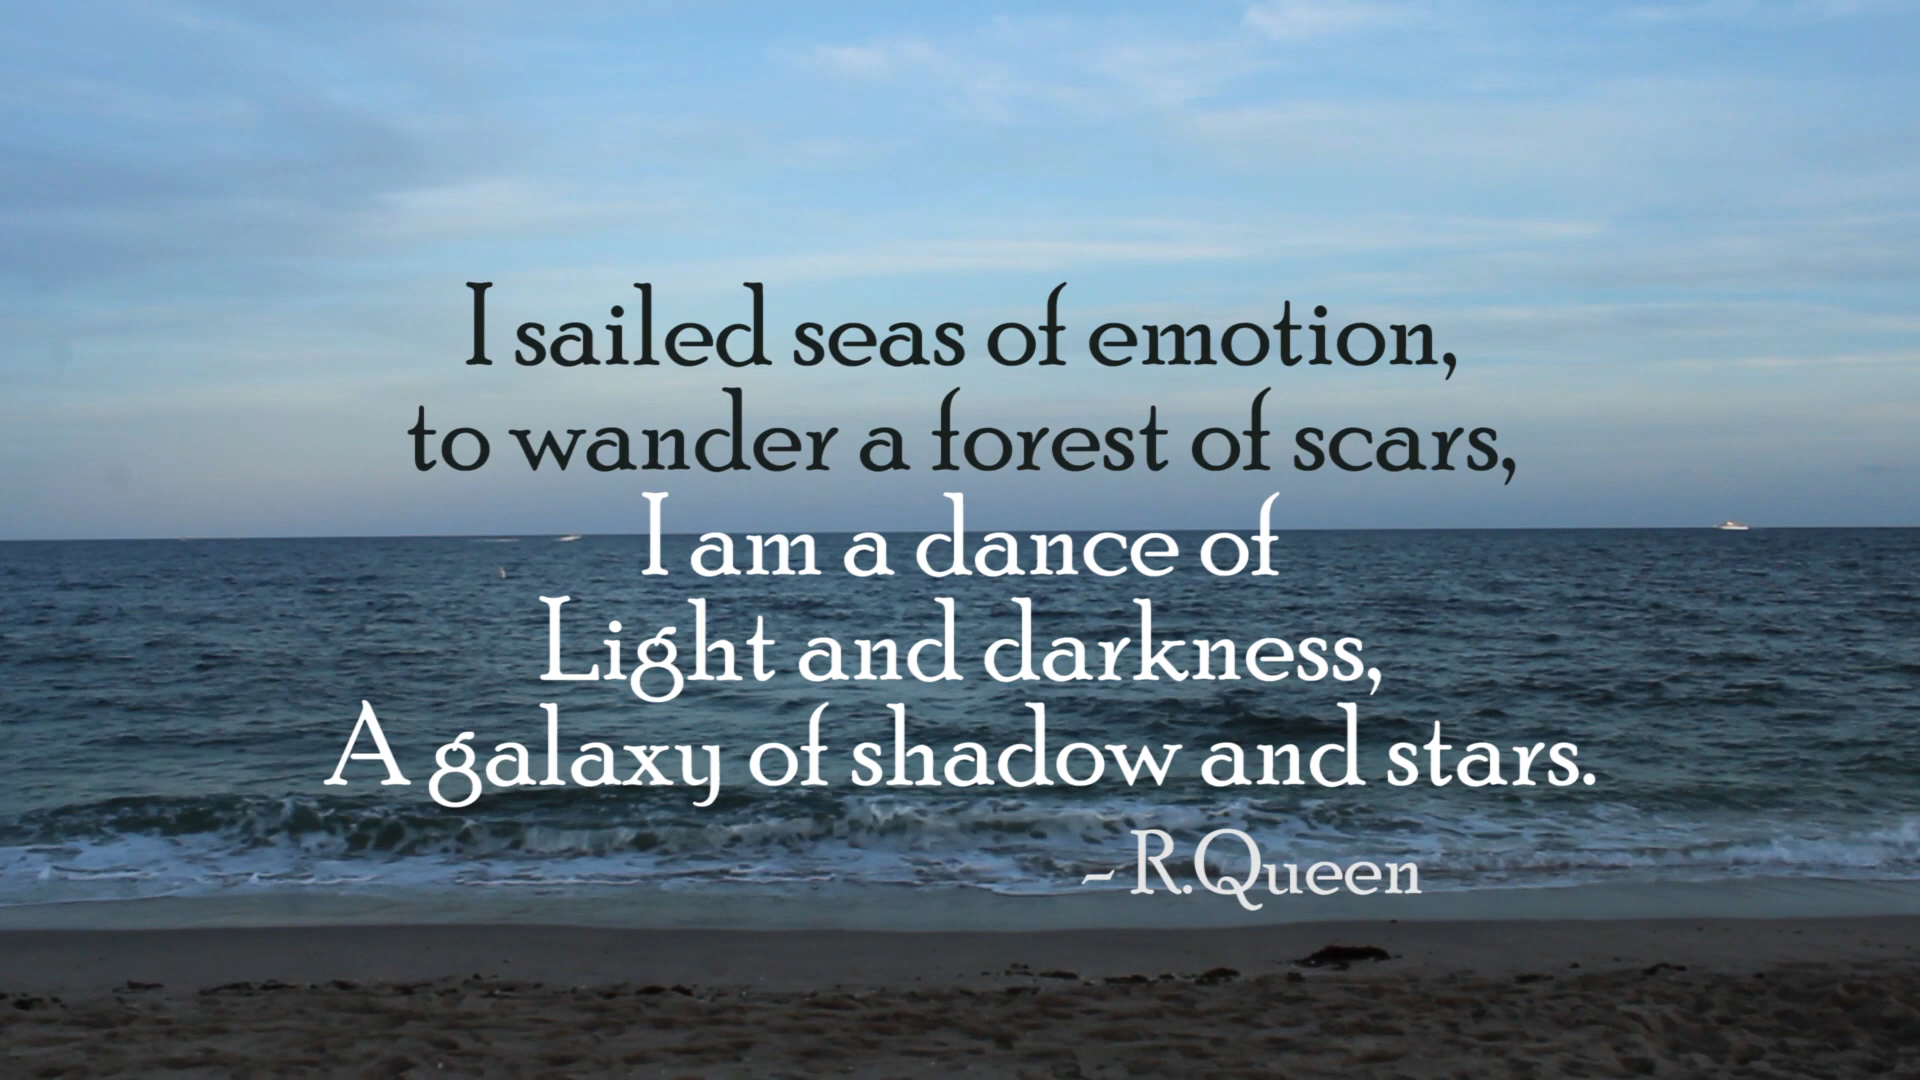 I sailed seas of emotion,
to wander a forest of scars,
I am a dance of
Light and darkness,
A galaxy of shadow and stars.
~ R.Queen